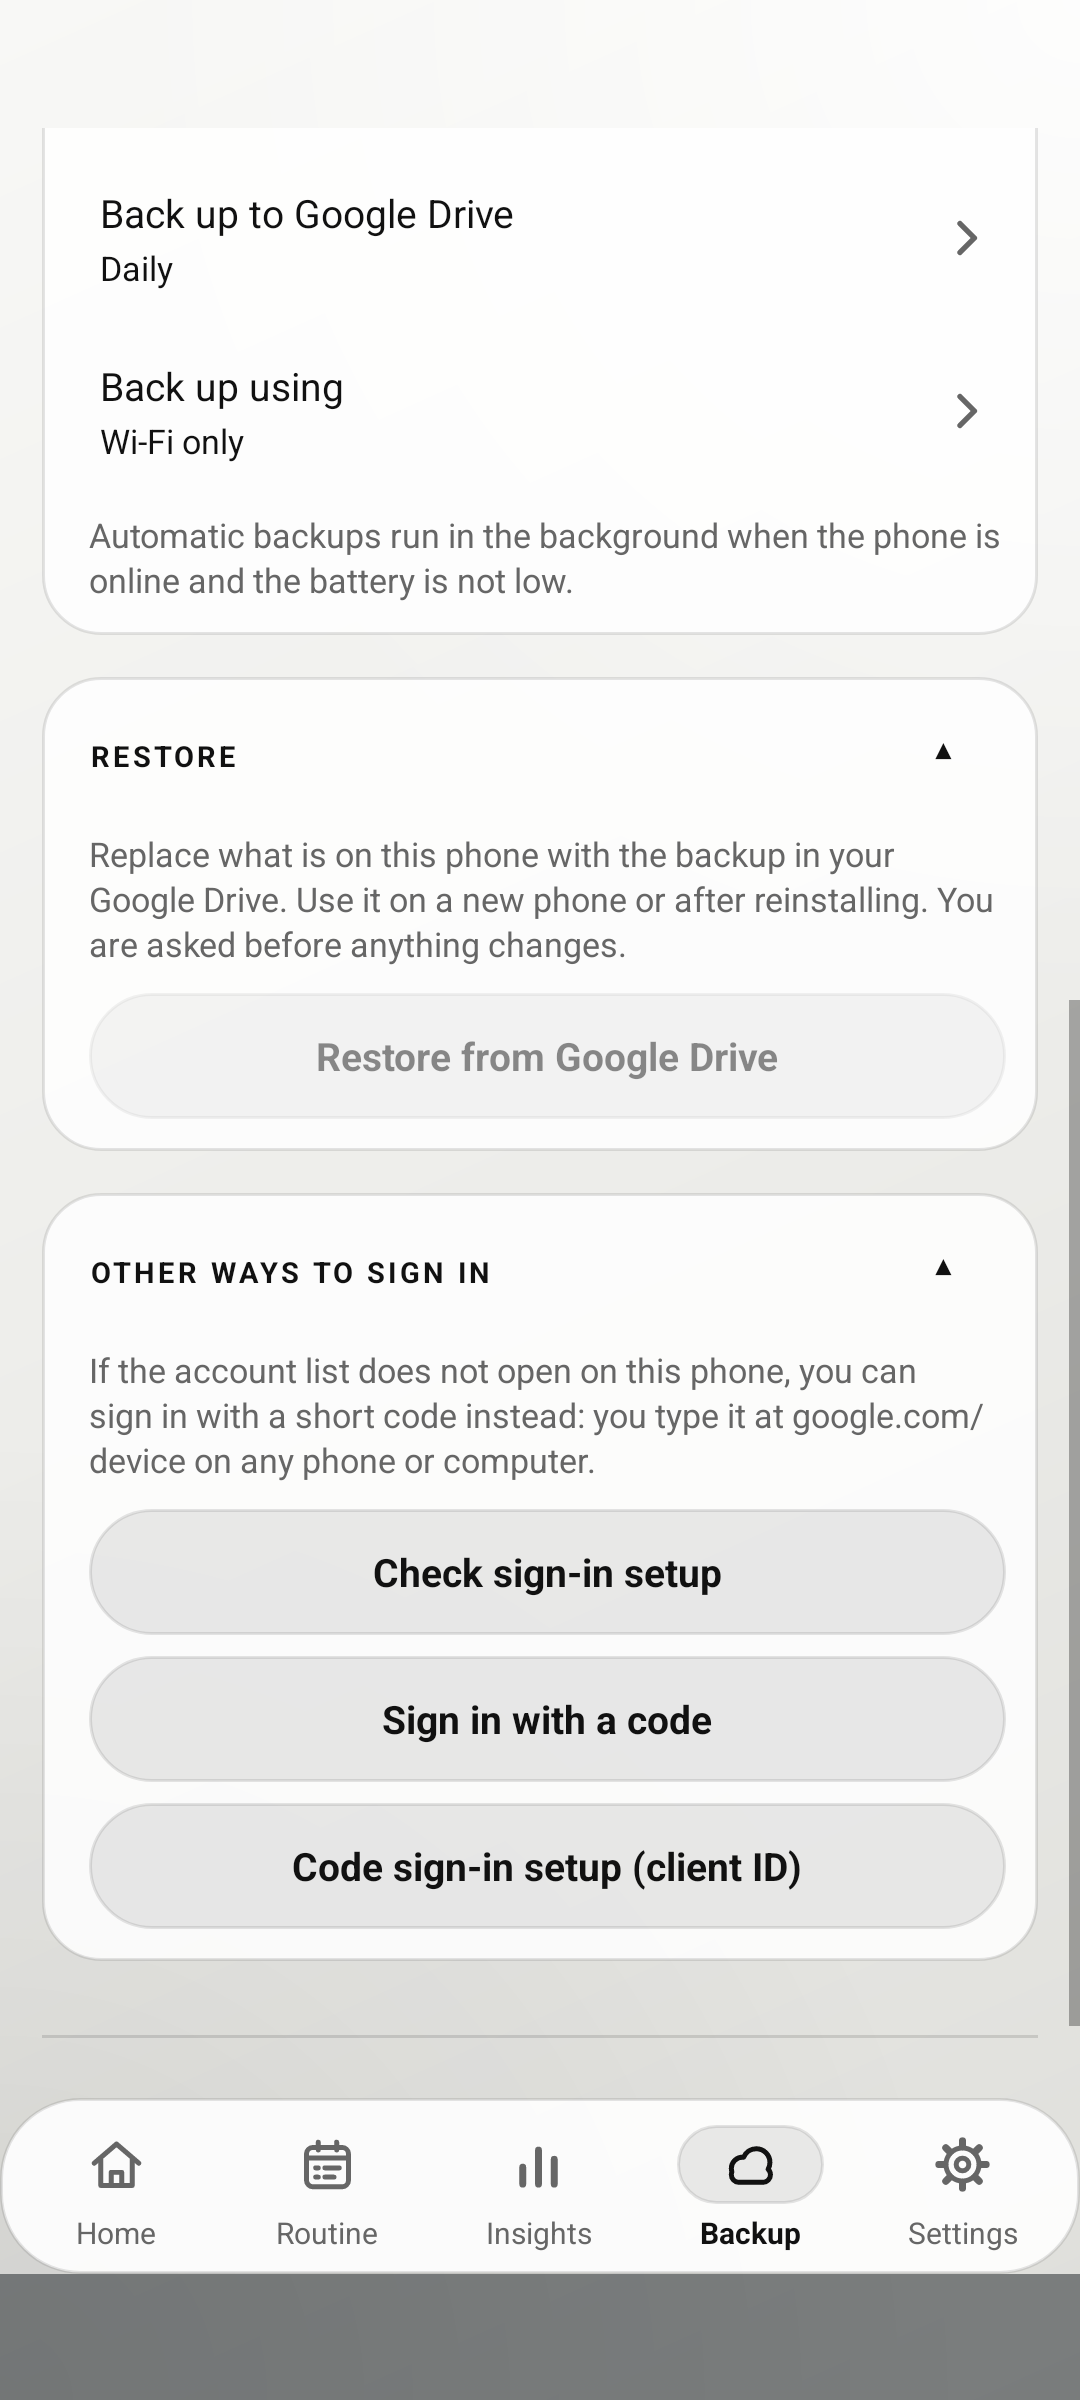 Back up to Google Drive
Daily
Back up using
Wi-Fi only
Automatic backups run in the background when the phone is
online and the battery is not low.
RESTORE
Replace what is on this phone with the backup in your
Google Drive. Use it on a new phone or after reinstalling. You
are asked before anything changes.
Restore from Google Drive
OTHER WAYS TO SIGN IN
If the account list does not open on this phone, you can
sign in with a short code instead: you type it at google.com/
device on any phone or computer.
Check sign-in setup
Sign in with a code
Code sign-in setup (client ID)
Home Routine Insights Backup Settings